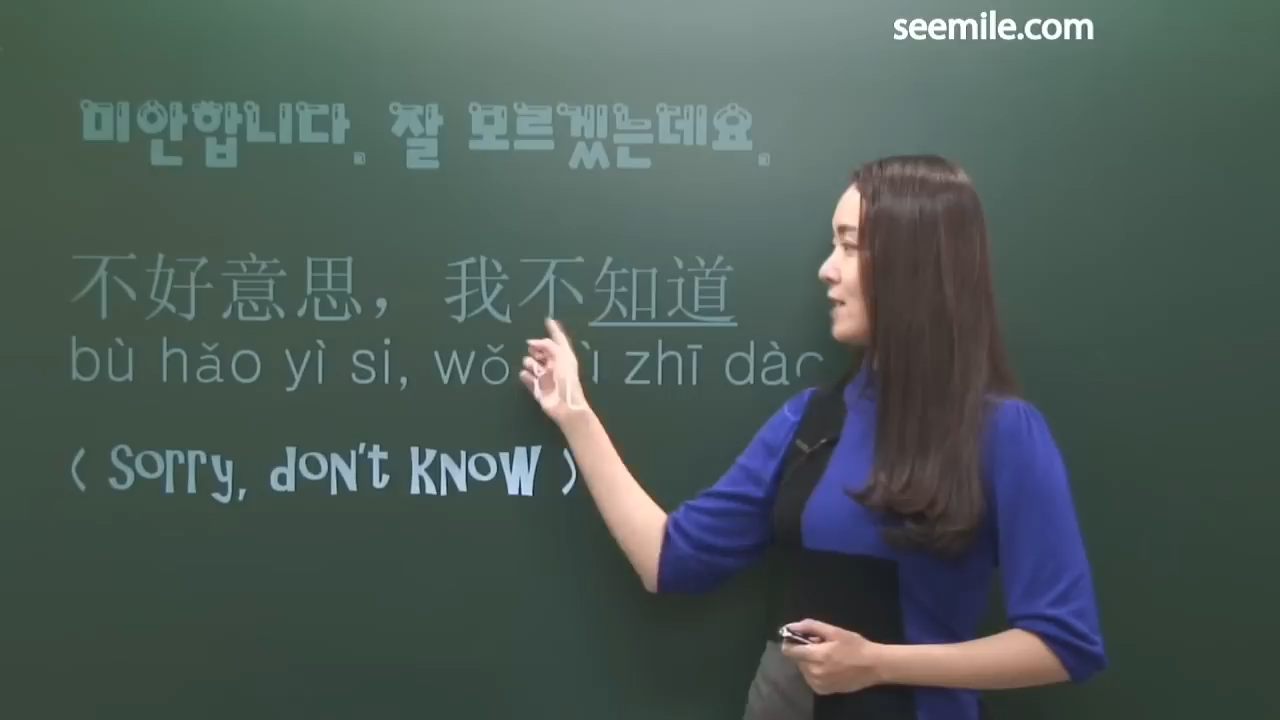 seemile.com
미안합니다. 잘 모르겠는데요.
不好意思，我不知道
bù hǎo yì si, wǒ zhī
( Sorry, don't know )